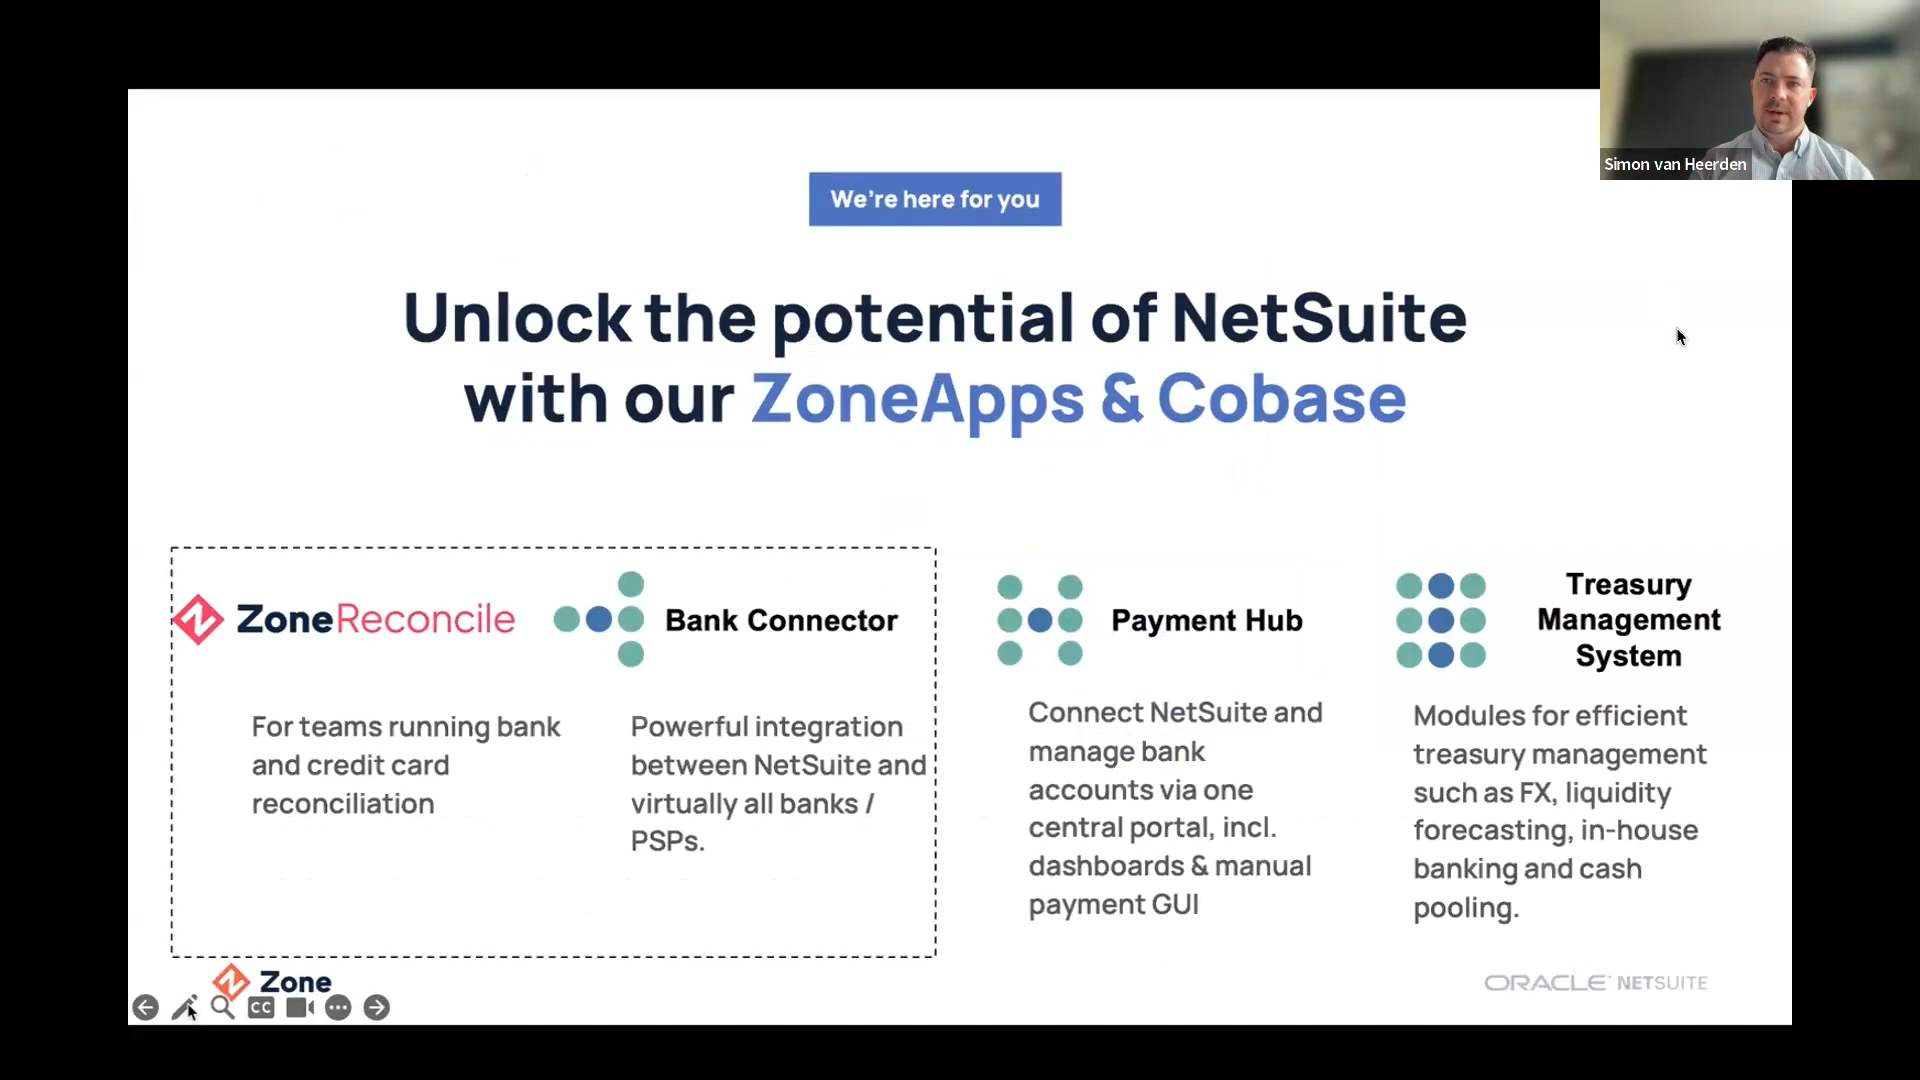 Simon van Heerden
We're here for you
Unlock the potential of NetSuite
with our ZoneApps & Cobase
ZoneReconcile
For teams running bank
and credit card
reconciliation
Bank Connector
Powerful integration
between NetSuite and
virtually all banks /
PSPs.
Payment Hub
Connect NetSuite and
manage bank
accounts via one
central portal, incl.
dashboards & manual
payment GUI
Treasury
Management
System
Modules for efficient
treasury management
such as FX, liquidity
forecasting, in-house
banking and cash
pooling.
Zone
CC
ORACLE NETSUITE